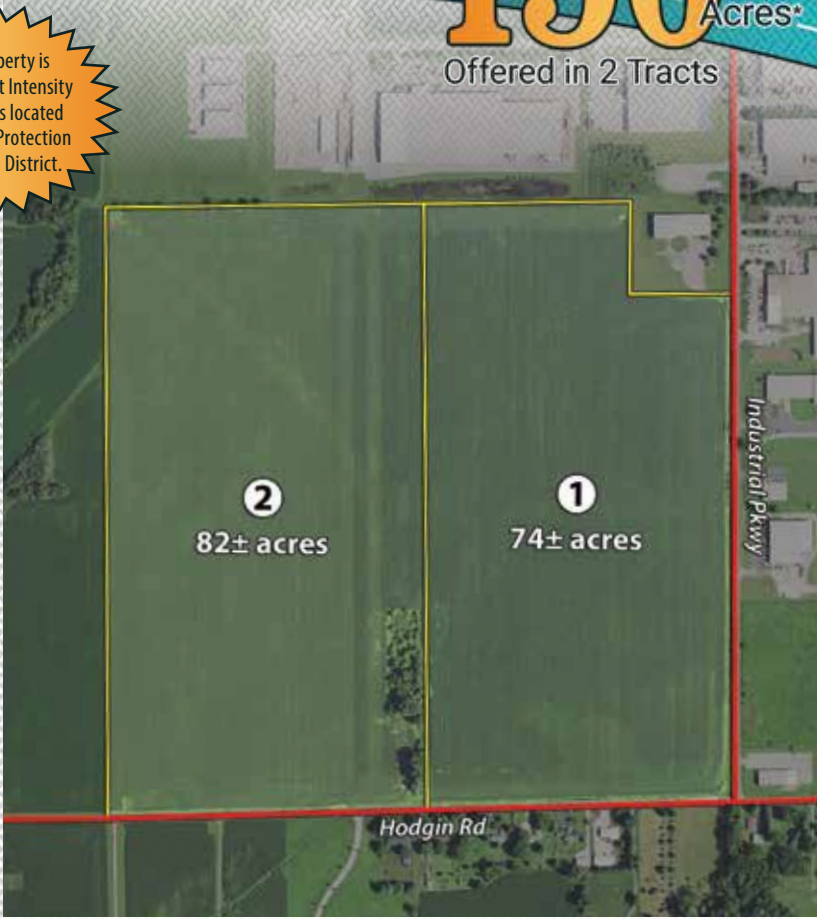 Acres*
Offered in 2 Tracts
perty is
t Intensity
s located
Protection
District.
2
82± acres
1
74± acres
Industrial Pkwy
Hodgin Rd